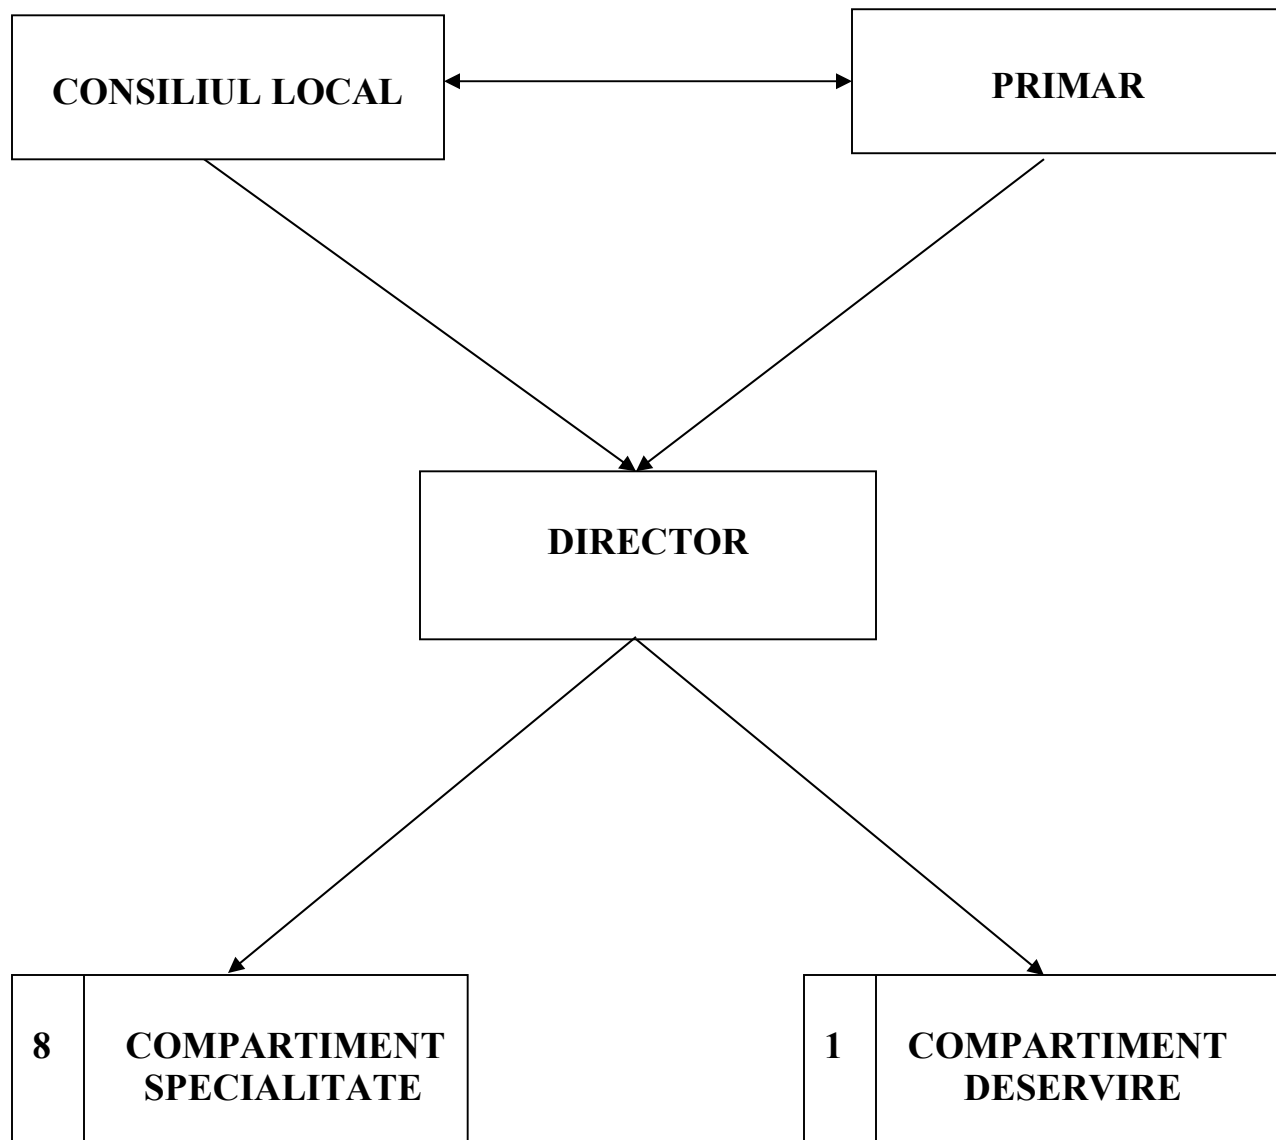 CONSILIUL LOCAL
PRIMAR
DIRECTOR
8
COMPARTIMENT
SPECIALITATE
1
COMPARTIMENT
DESERVIRE